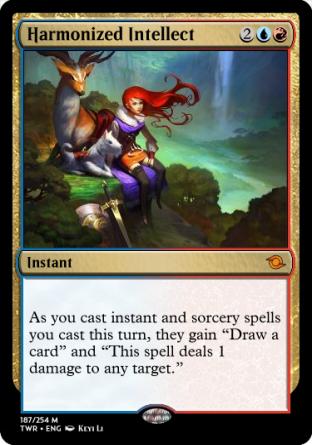 Harmonized Intellect 2
Instant
As you cast instant and sorcery spells
you cast this turn, they gain “Draw a
card” and “This spell deals 1
damage to any target.”
187/254 M
TWR • ENG KEYI LI